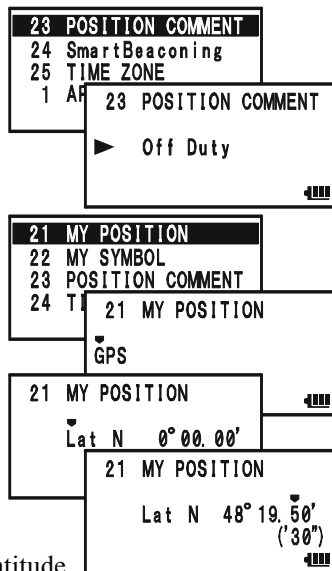 23 POSITION COMMENT
24 SmartBeaconing
25 TIME ZONE
1 AP
23 POSITION COMMENT
Off Duty
21 MY POSITION
22 MY SYMBOL
23 POSITION COMMENT
24 TI
21 MY POSITION
GPS
21 MY POSITION
Lat N 0°00.00'
21 MY POSITION
Lat N 48°19.50'
('30")